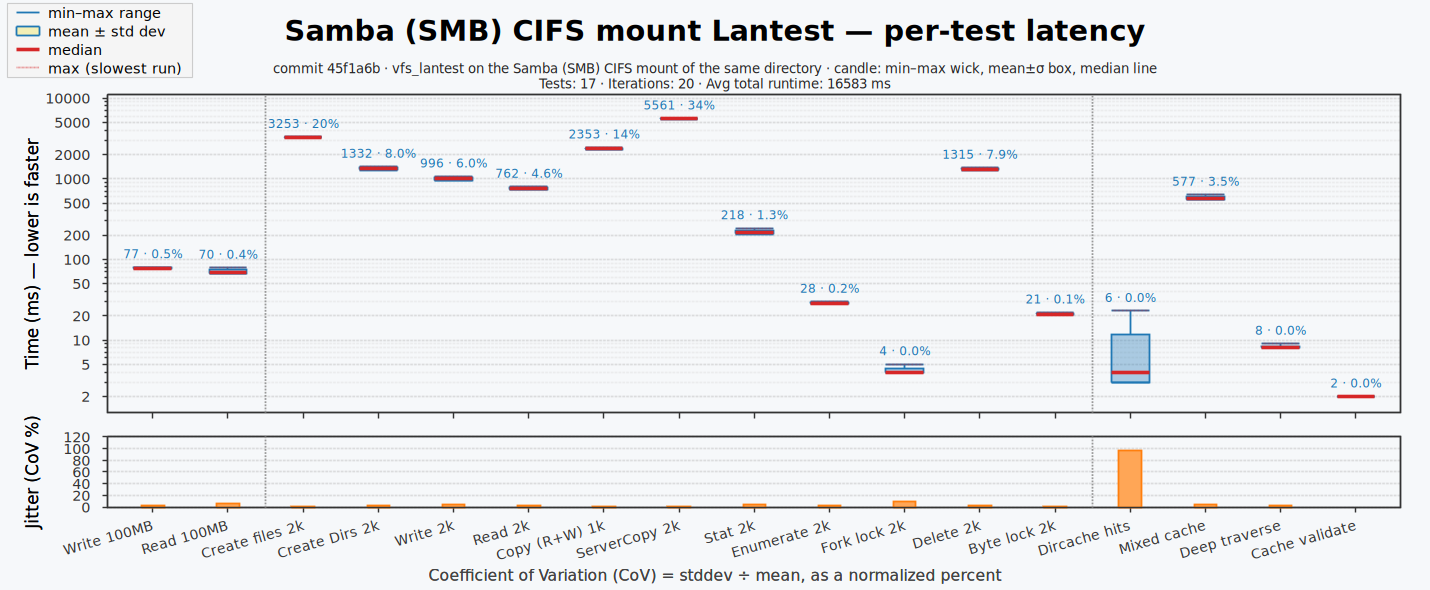 min–max range
mean ± std dev
median
max (slowest run)
Samba (SMB) CIFS mount Lantest — per-test latency
commit 45f1a6b · vfs_lantest on the Samba (SMB) CIFS mount of the same directory · candle: min–max wick, mean±σ box, median line
Tests: 17 · Iterations: 20 · Avg total runtime: 16583 ms
Time (ms) — lower is faster
10000
5000
2000
1000
500
200
100
50
20
10
5
2
77 · 0.5%
70 · 0.4%
3253 · 20%
1332 · 8.0%
996 · 6.0%
762 · 4.6%
2353 · 14%
5561 · 34%
218 · 1.3%
28 · 0.2%
4 · 0.0%
1315 · 7.9%
21 · 0.1%
6 · 0.0%
577 · 3.5%
8 · 0.0%
2 · 0.0%
Jitter (CoV %)
120
100
80
60
40
20
0
Write 100MB
Read 100MB
Create files 2k
Create Dirs 2k
Write 2k
Read 2k
Copy (R+W) 1k
ServerCopy 2k
Stat 2k
Enumerate 2k
Fork lock 2k
Delete 2k
Byte lock 2k
Dircache hits
Mixed cache
Deep traverse
Cache validate
Coefficient of Variation (CoV) = stddev ÷ mean, as a normalized percent